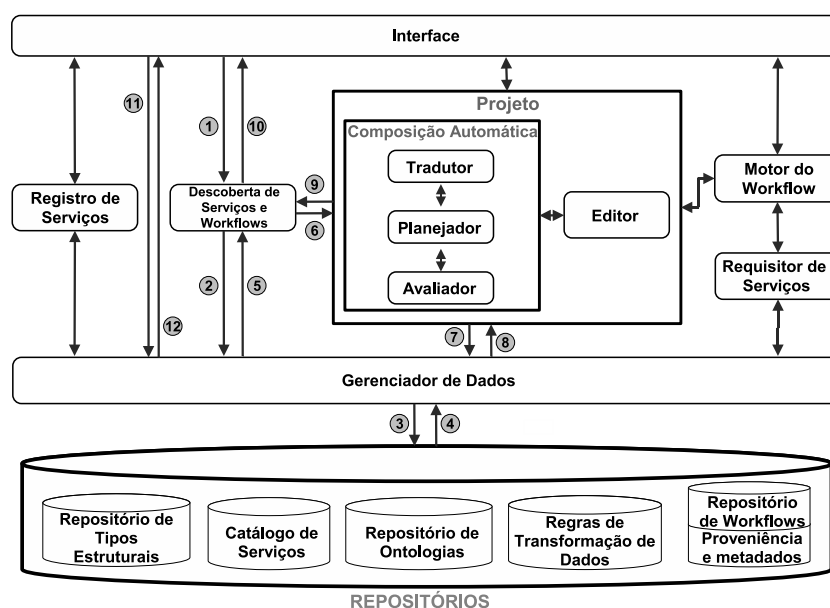 Interface
Projeto
11
1
10
Composição Automática
Tradutor
9
Registro de
Serviços
Descoberta de
Serviços e
Workflows
Motor do
Workflow
Editor
6
Planejador
Requisitor de
Serviços
2
5
Avaliador
12
7
8
Gerenciador de Dados
3
4
Repositório de
Tipos
Estruturais
Catálogo de
Serviços
Repositório de
Ontologias
Regras de
Transformação de
Dados
Repositório
de Workflows
Proveniência
e metadados
REPOSITÓRIOS